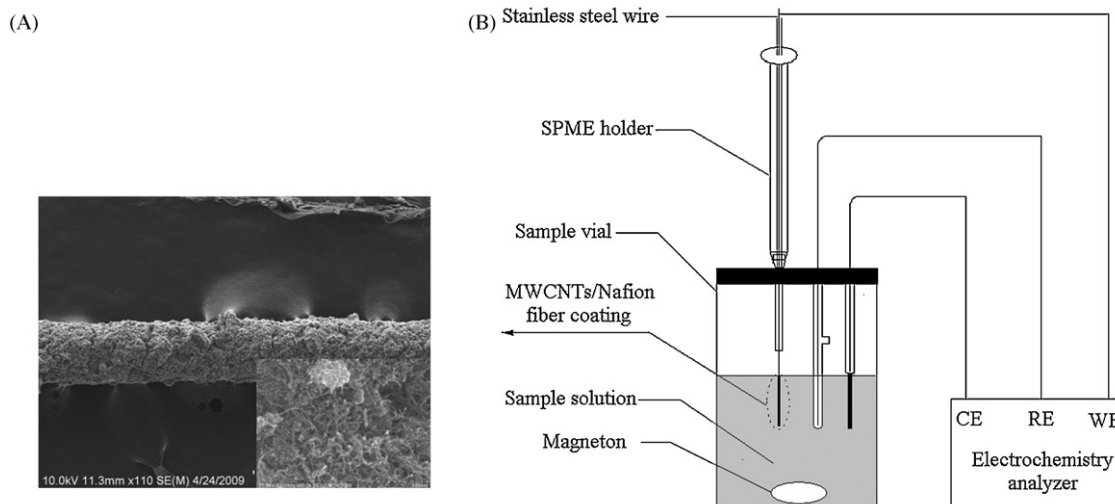 (A)
10.0kV 11.3mm x110 SE(M) 4/24/2009
(B)
Stainless steel wire
SPME holder
Sample vial
MWCNTs/Nafion
fiber coating
Sample solution
Magneton
CE RE WE
Electrochemistry
analyzer